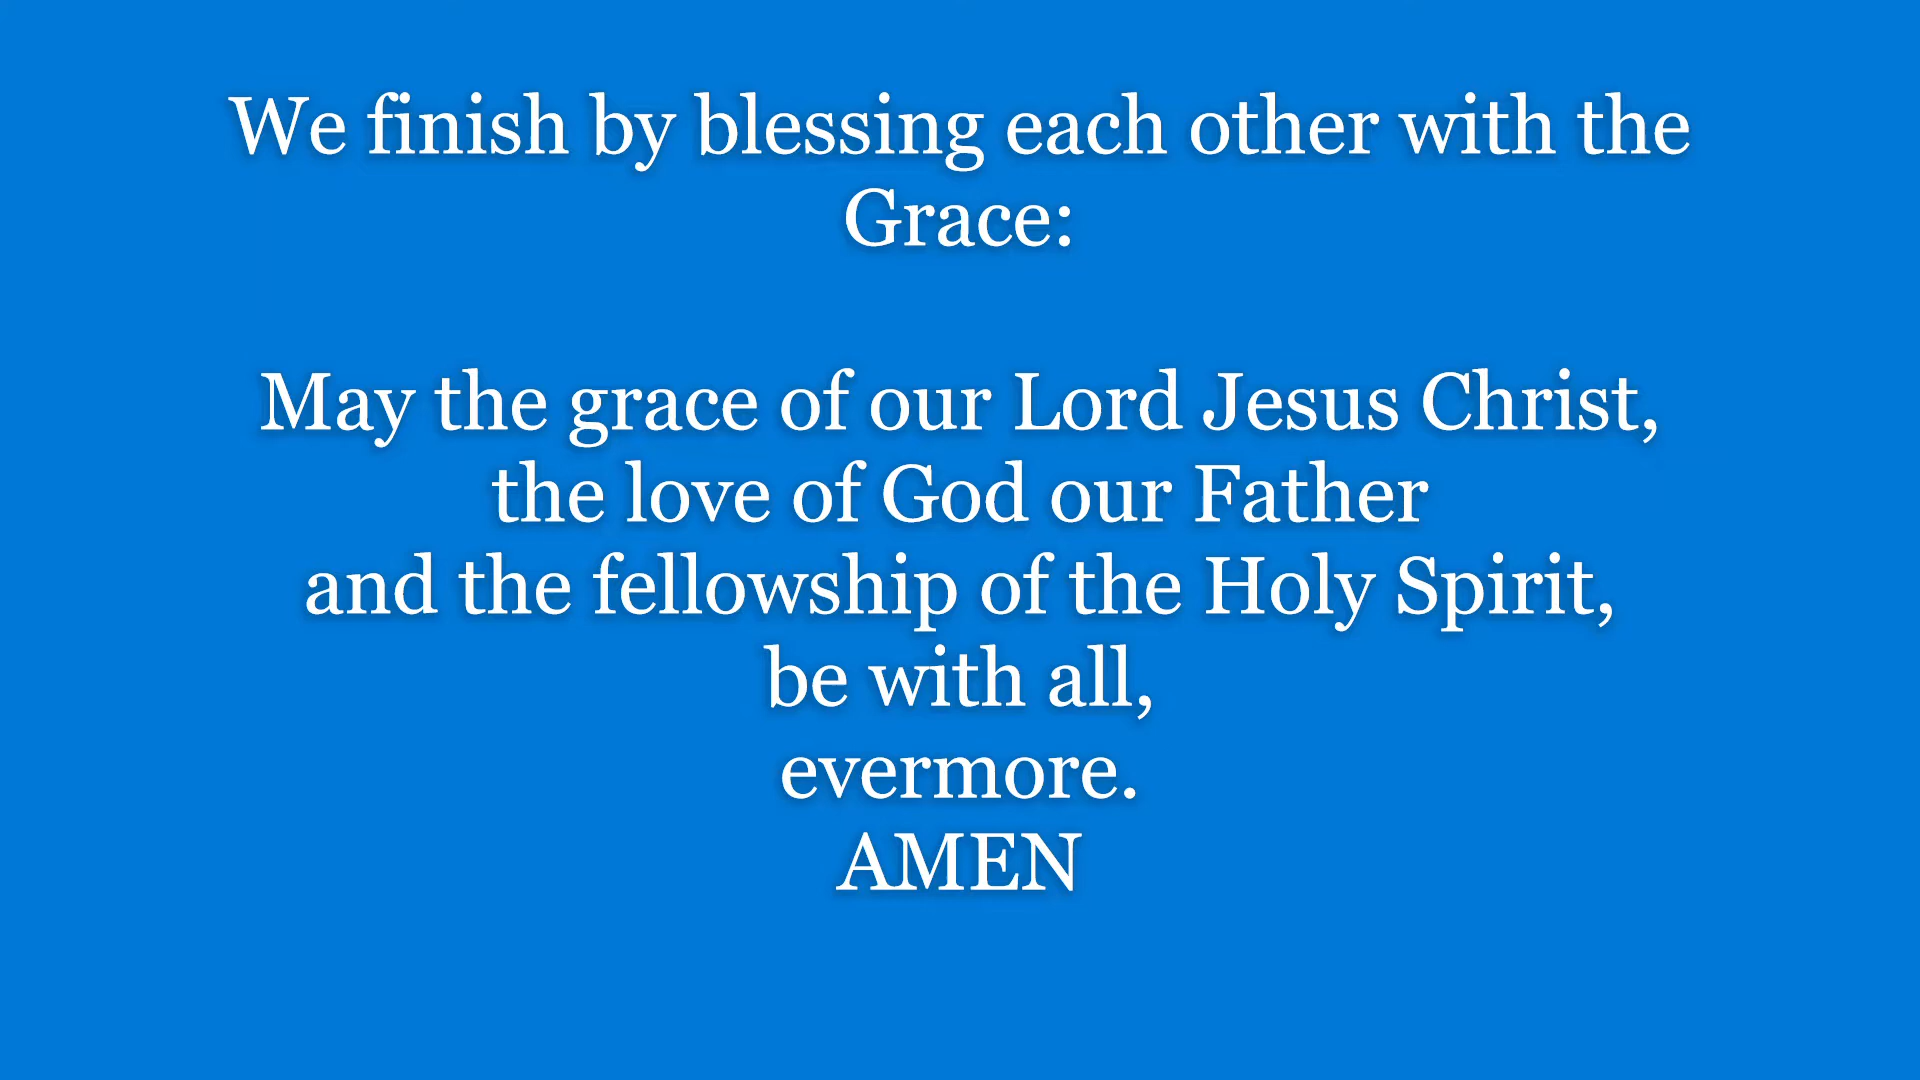 We finish by blessing each other with the
Grace:
May the grace of our Lord Jesus Christ,
the love of God our Father
and the fellowship of the Holy Spirit,
be with all,
evermore.
AMEN